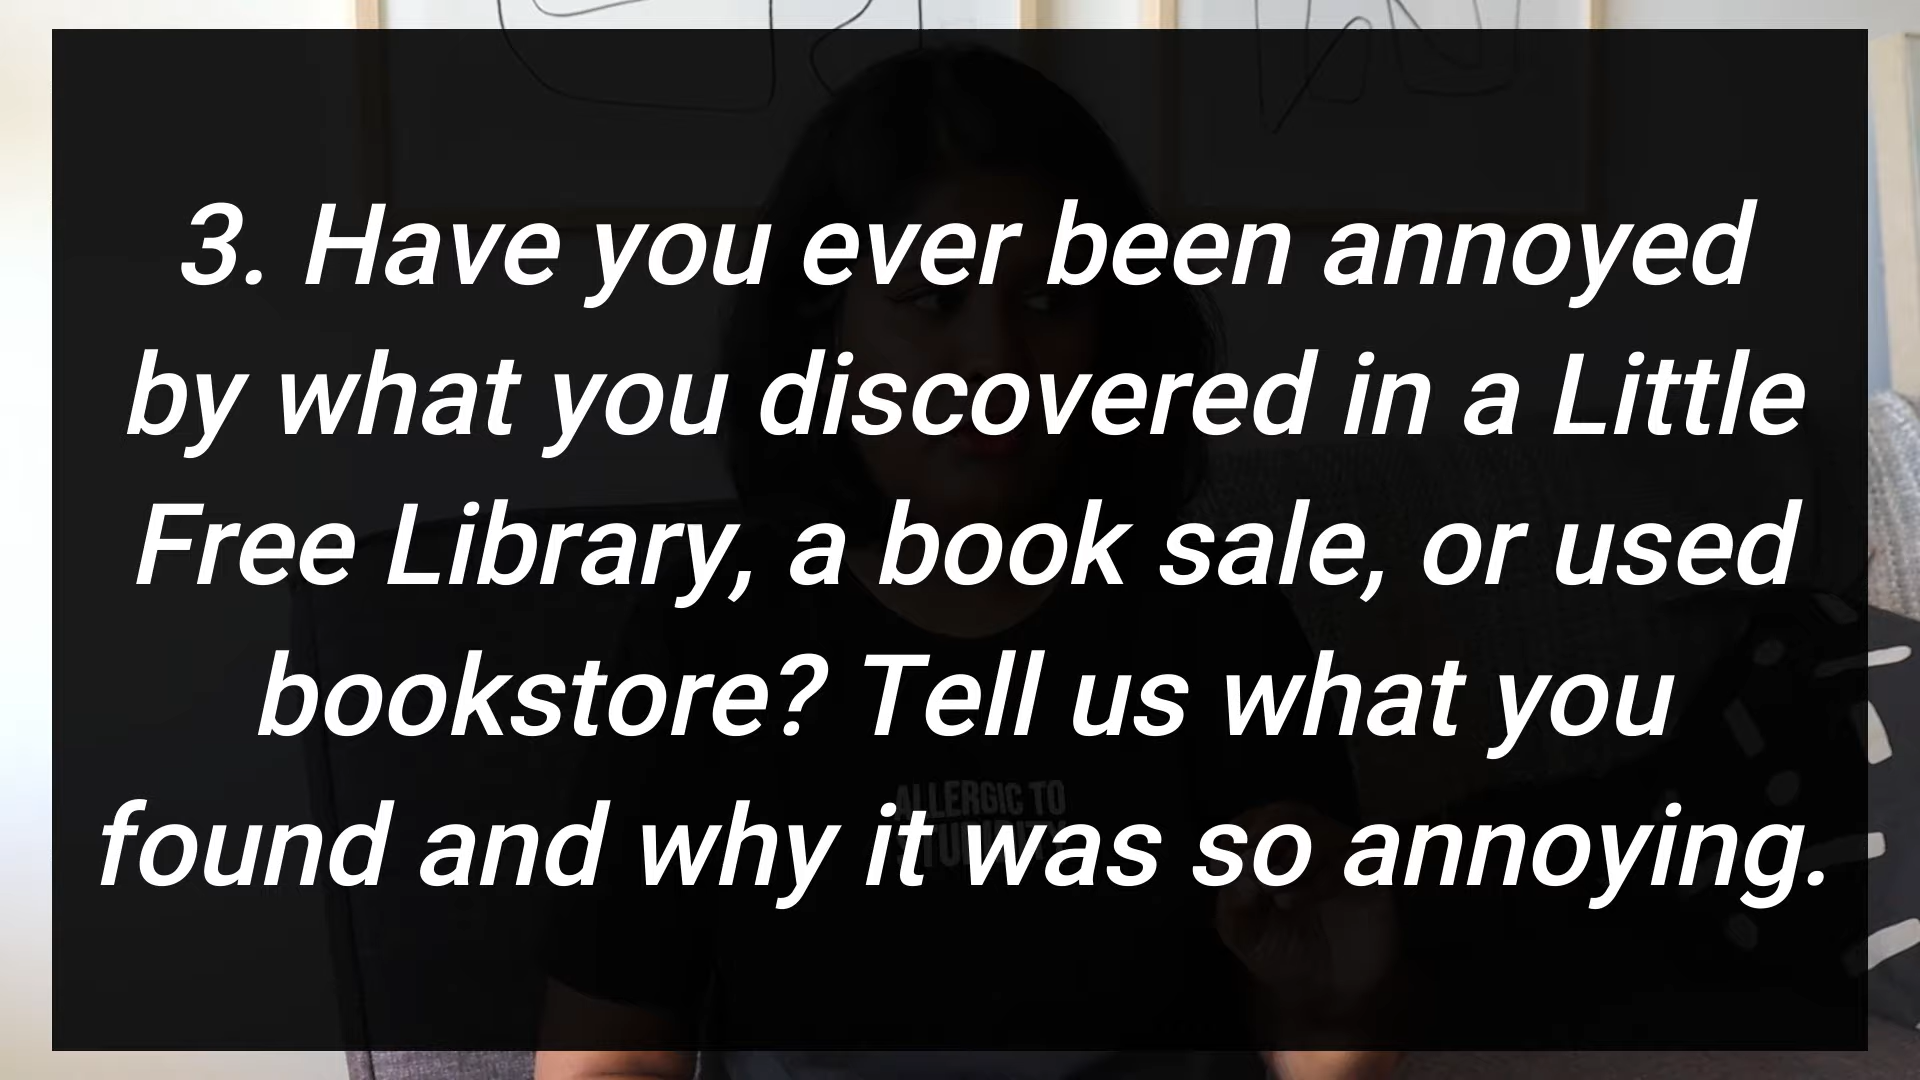 3. Have you ever been annoyed
by what you discovered in a Little
Free Library, a book sale, or used
bookstore? Tell us what you
found and why it was so annoying.
ALLERGIC TO
STUPIDITY